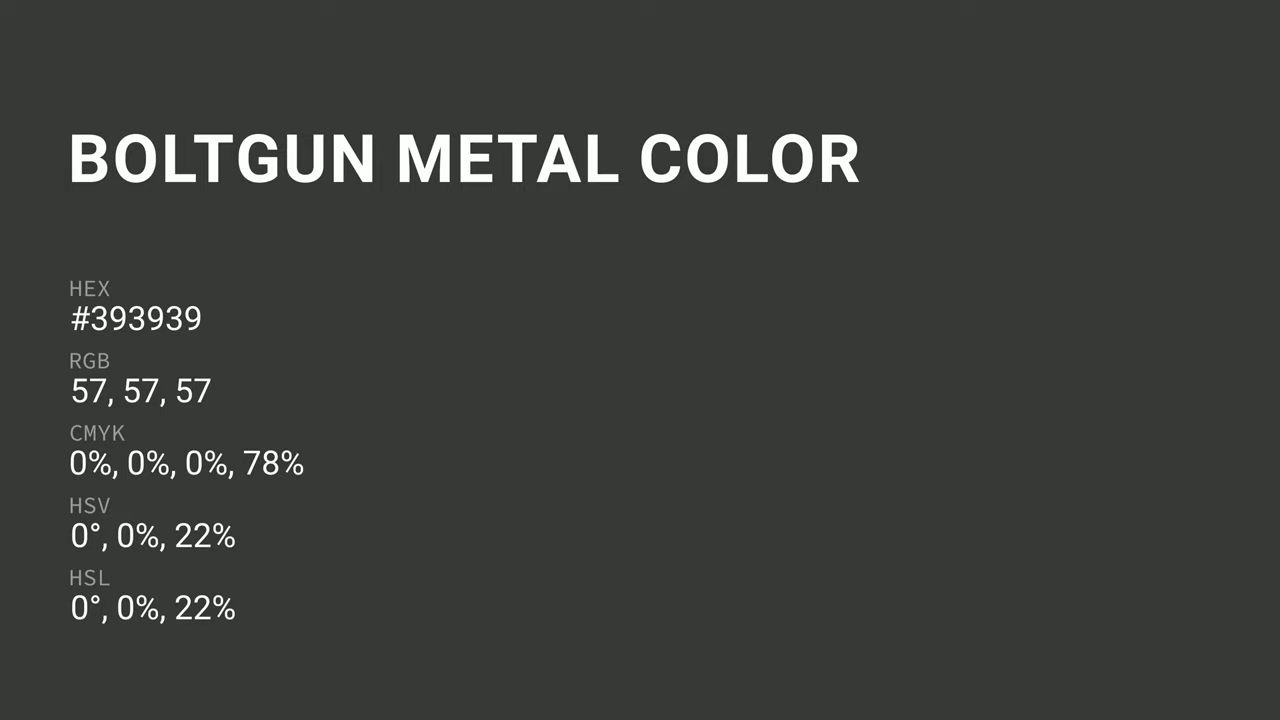 BOLTGUN METAL COLOR
HEX
#393939
RGB
57, 57, 57
CMYK
0%, 0%, 0%, 78%
HSV
0°, 0%, 22%
HSL
0°, 0%, 22%